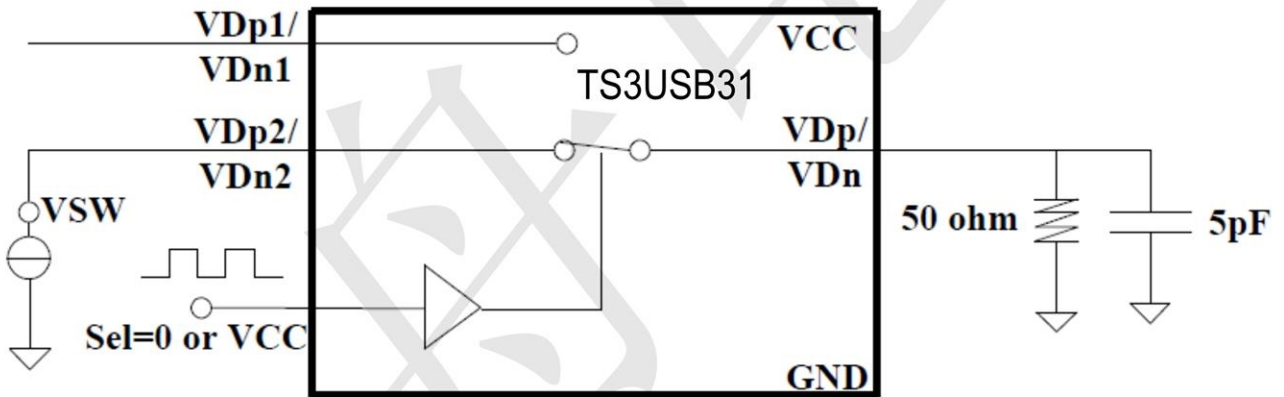 VDp1/
VCC
VDn1
TS3USB31
VDp2/
VDp/
VDn2
VDn
VSW
50 ohm
5pF
Sel=0 or VCC
GND